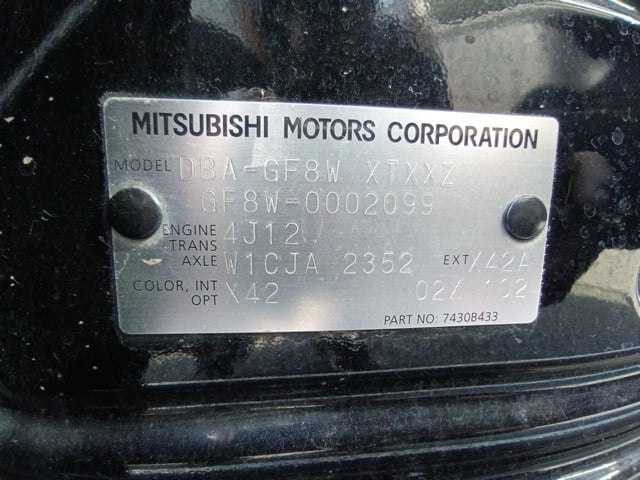 MITSUBISHI MOTORS CORPORATION
MODEL DBA-GF8W XTXXZ
GF8W-0002099
ENGINE 4J12
TRANS
AXLE W1CJA 2352 EXT X42A
COLOR, INT X42 02X 102
OPT
PART NO: 7430B433